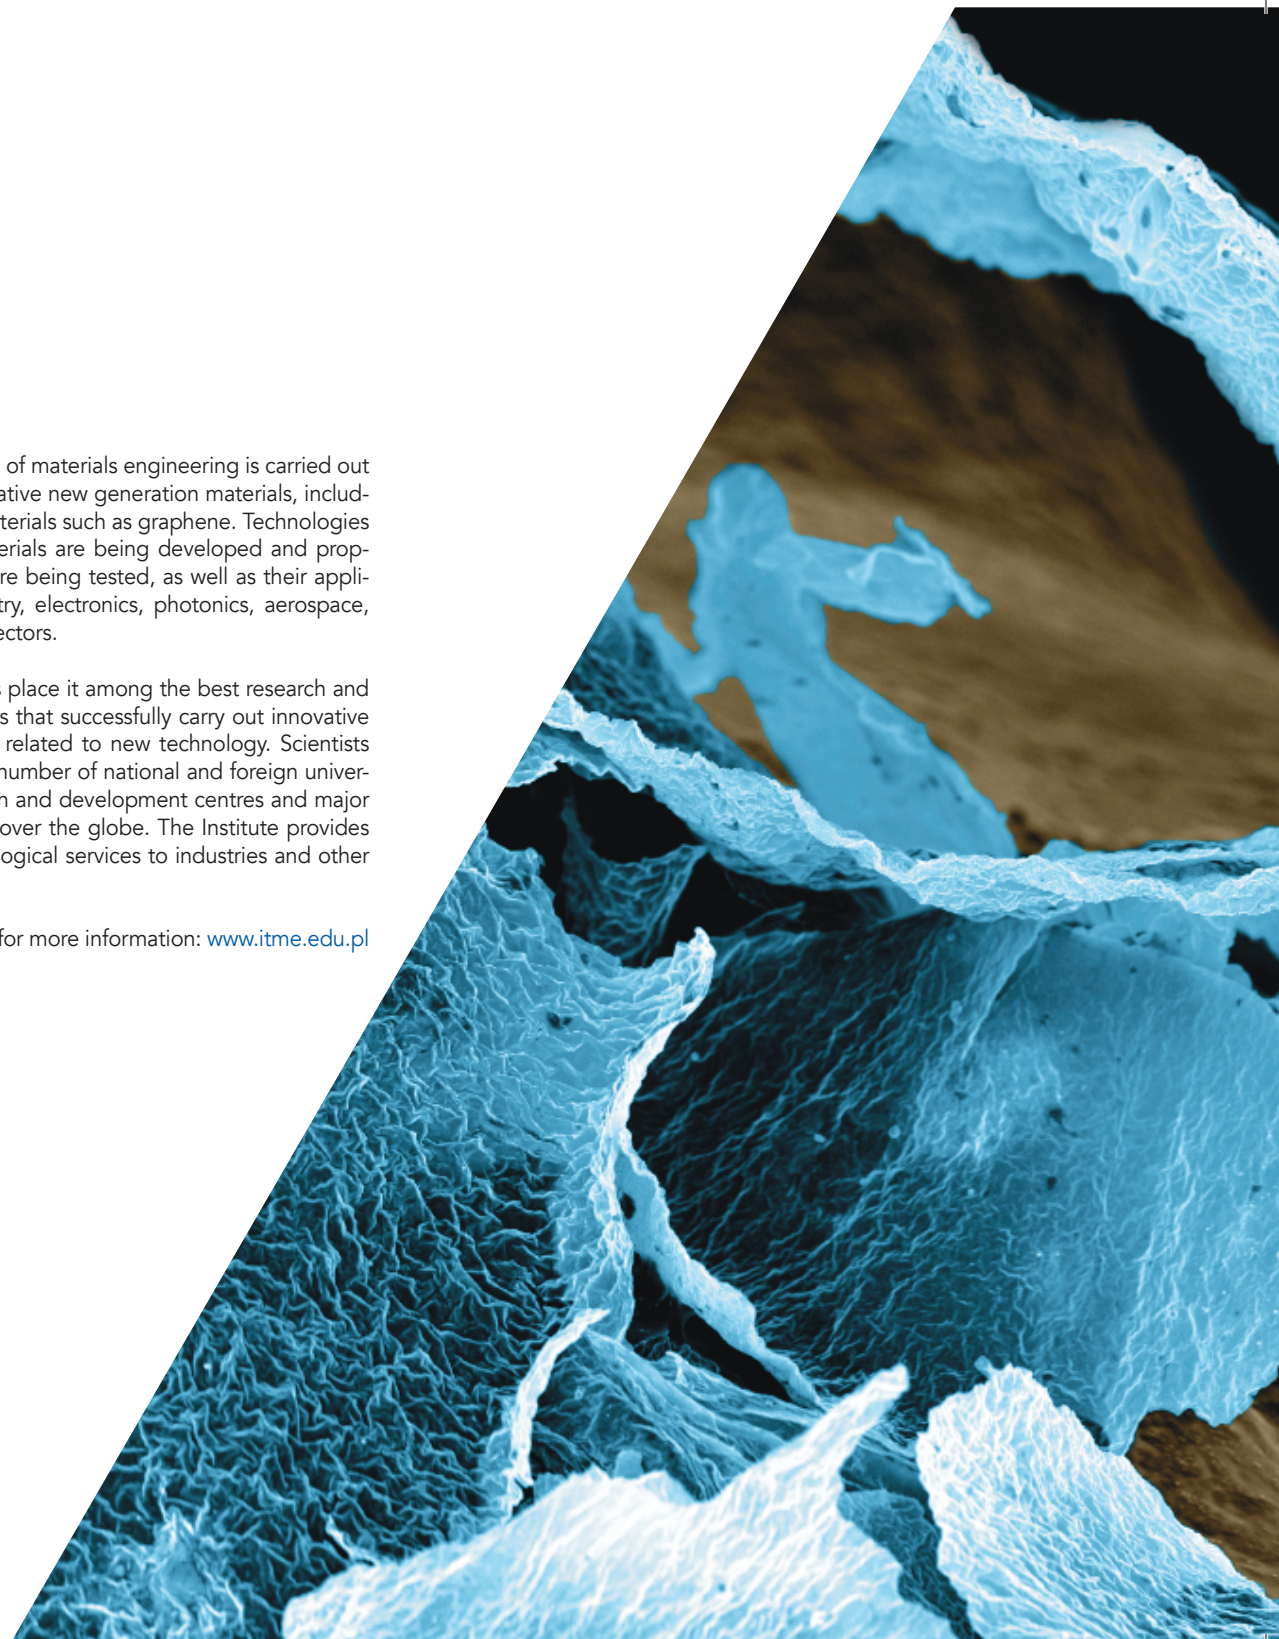 of materials engineering is carried out
ative new generation materials, includ-
terials such as graphene. Technologies
erials are being developed and prop-
re being tested, as well as their appli-
try, electronics, photonics, aerospace,
ectors.
s place it among the best research and
s that successfully carry out innovative
related to new technology. Scientists
number of national and foreign univer-
h and development centres and major
over the globe. The Institute provides
logical services to industries and other
for more information: www.itme.edu.pl